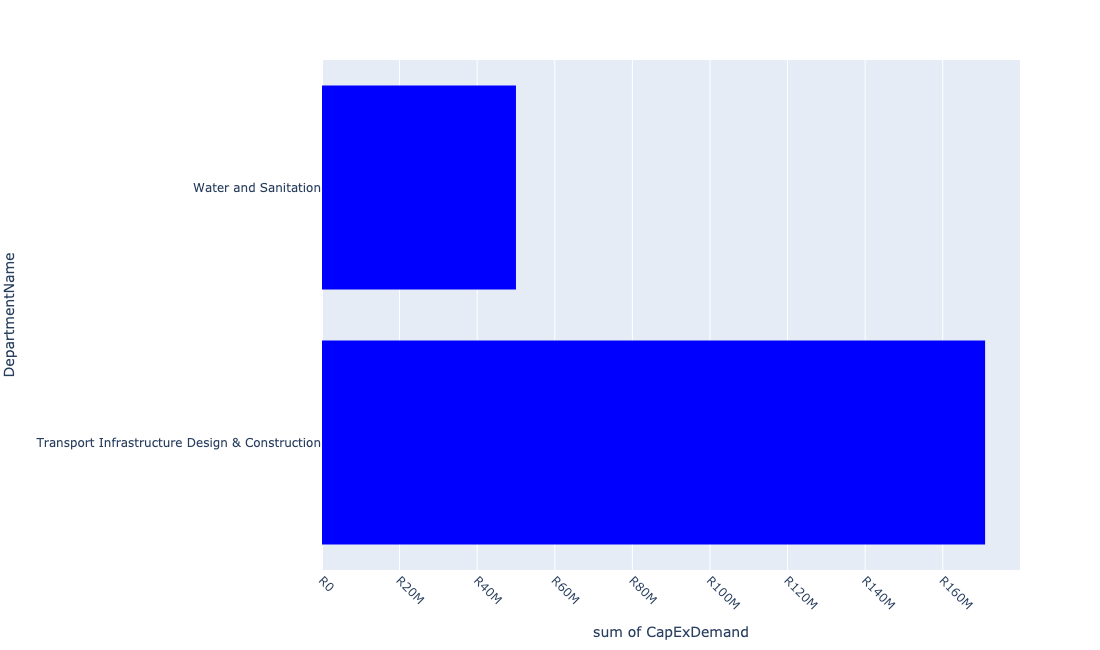 DepartmentName
Water and Sanitation
Transport Infrastructure Design & Construction
R0
R20M
R40M
R60M
R80M
R100M
R120M
R140M
R160M
sum of CapExDemand